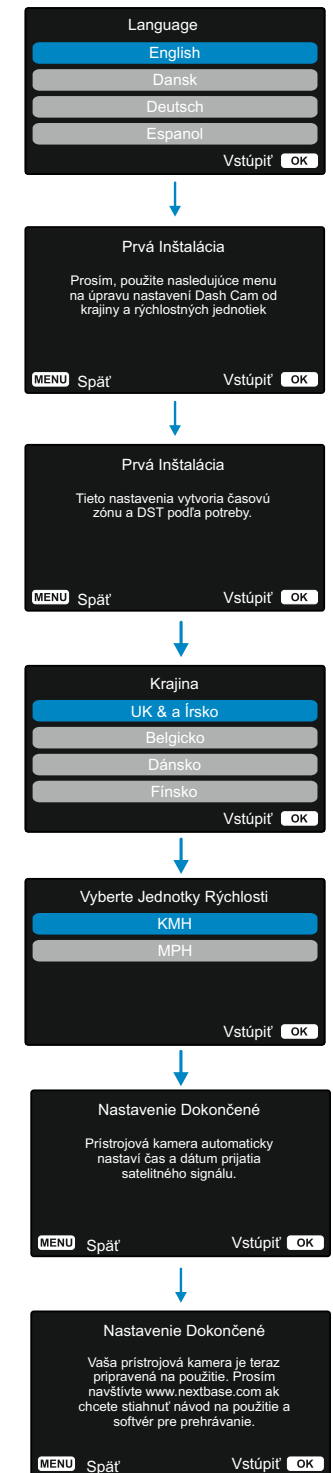 Language
English
Dansk
Deutsch
Espanol
Vstúpiť OK
Prvá Inštalácia
Prosím, použite nasledujúce menu
na úpravu nastavení Dash Cam od
krajiny a rýchlostných jednotiek
MENU Späť Vstúpiť OK
Prvá Inštalácia
Tieto nastavenia vytvoria časovú
zónu a DST podľa potreby.
MENU Späť Vstúpiť OK
Krajina
UK & a Írsko
Belgicko
Dánsko
Fínsko
Vstúpiť OK
Vyberte Jednotky Rýchlosti
KMH
MPH
Vstúpiť OK
Nastavenie Dokončené
Prístrojová kamera automaticky
nastaví čas a dátum prijatia
satelitného signálu.
MENU Späť Vstúpiť OK
Nastavenie Dokončené
Vaša prístrojová kamera je teraz
pripravená na použitie. Prosím
navštívte www.nextbase.com ak
chcete stiahnuť návod na použitie a
softvér pre prehrávanie.
MENU Späť Vstúpiť OK